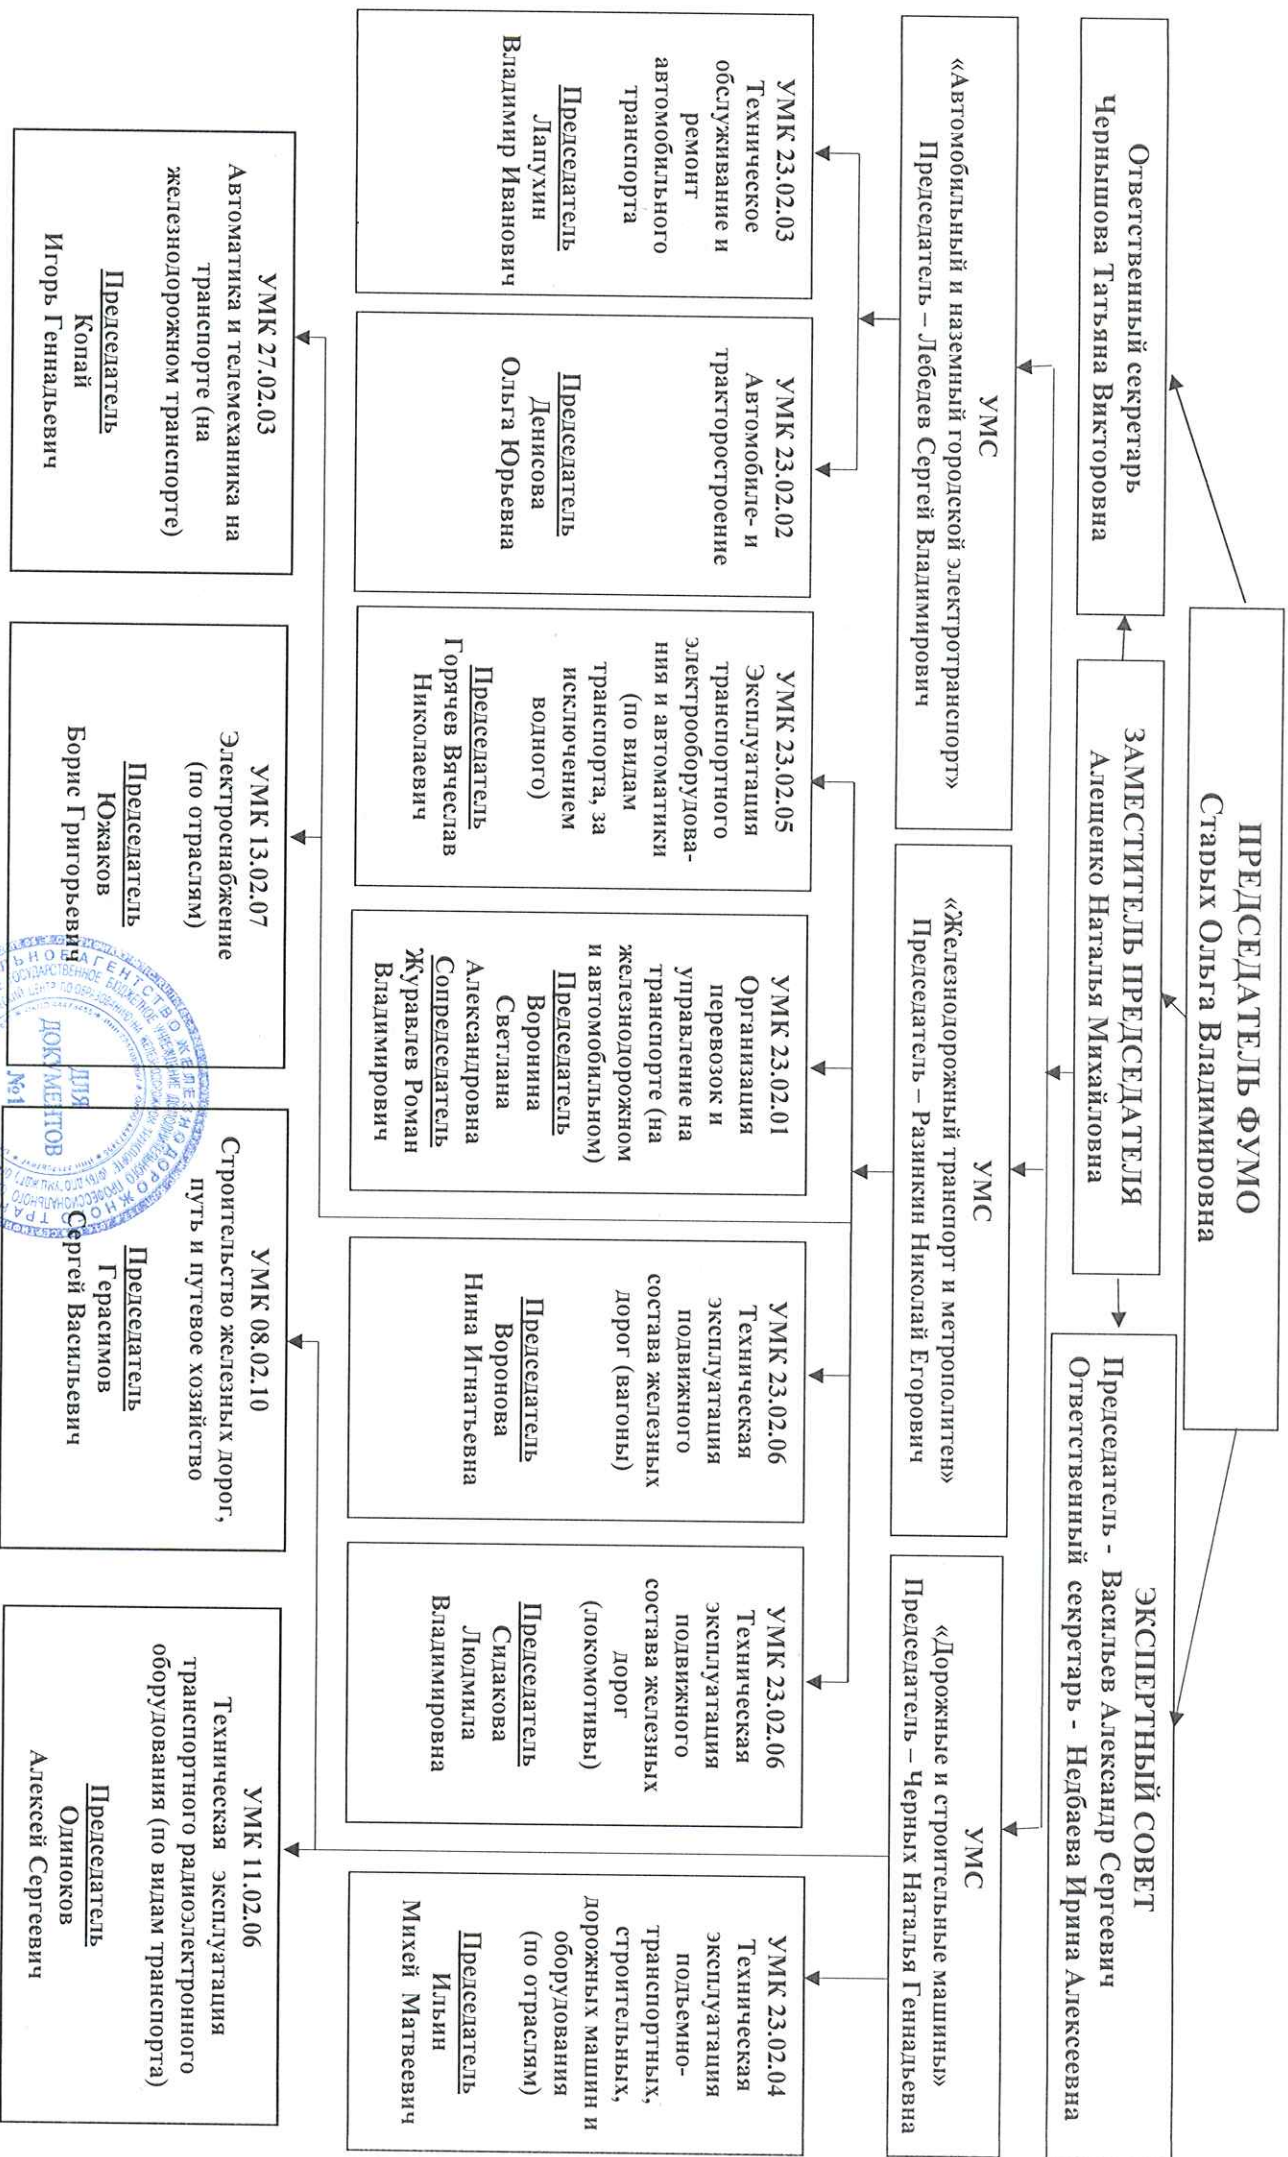 ПРЕДСЕДАТЕЛЬ ФУМО
Старых Ольга Владимировна
Ответственный секретарь
Чернышова Татьяна Викторовна
ЗАМЕСТИТЕЛЬ ПРЕДСЕДАТЕЛЯ
Алещенко Наталья Михайловна
ЭКСПЕРТНЫЙ СОВЕТ
Председатель - Васильев Александр Сергеевич
Ответственный секретарь - Недбаева Ирина Алексеевна
УМС
«Автомобильный и наземный городской электротранспорт»
Председатель – Лебедев Сергей Владимирович
УМС
«Железнодорожный транспорт и метрополитен»
Председатель – Разинкин Николай Егорович
УМС
«Дорожные и строительные машины»
Председатель – Черных Наталья Геннадьевна
УМК 23.02.03
Техническое
обслуживание и
ремонт
автомобильного
транспорта
Председатель
Лапухин
Владимир Иванович
УМК 23.02.02
Автомобиле- и
тракторостроение
Председатель
Денисова
Ольга Юрьевна
УМК 23.02.05
Эксплуатация
транспортного
электрооборудова-
ния и автоматики
(по видам
транспорта, за
исключением
водного)
Председатель
Горячев Вячеслав
Николаевич
УМК 23.02.01
Организация
перевозок и
управление на
транспорте (на
железнодорожном
и автомобильном)
Председатель
Воронина
Светлана
Александровна
Сопредседатель
Журавлев Роман
Владимирович
УМК 23.02.06
Техническая
эксплуатация
подвижного
состава железных
дорог (вагоны)
Председатель
Воронова
Нина Игнатьевна
УМК 23.02.06
Техническая
эксплуатация
подвижного
состава железных
дорог
(локомотивы)
Председатель
Сидакова
Людмила
Владимировна
УМК 23.02.04
Техническая
эксплуатация
подъемно-
транспортных,
строительных,
дорожных машин и
оборудования
(по отраслям)
Председатель
Ильин
Михей Матвеевич
УМК 27.02.03
Автоматика и телемеханика на
транспорте (на
железнодорожном транспорте)
Председатель
Копай
Игорь Геннадьевич
УМК 13.02.07
Электроснабжение
(по отраслям)
Председатель
Южаков
Борис Григорьевич
УМК 08.02.10
Строительство железных дорог,
путь и путевое хозяйство
Председатель
Герасимов
Сергей Васильевич
УМК 11.02.06
Техническая эксплуатация
транспортного радиоэлектронного
оборудования (по видам транспорта)
Председатель
Одиноков
Алексей Сергеевич
ДЛЯ
ДОКУМЕНТОВ
№1